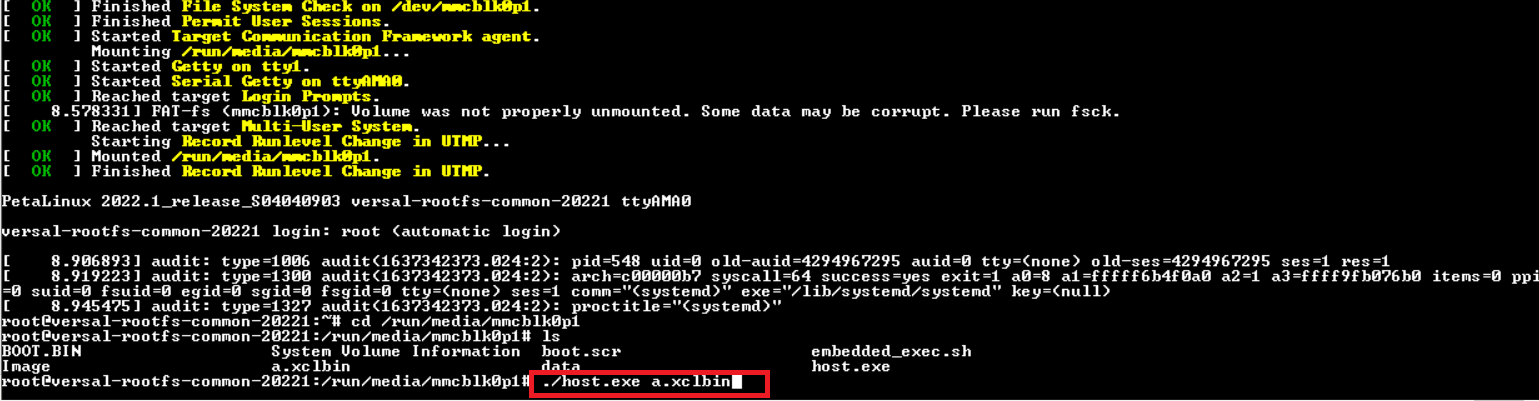 [  OK  ] Finished File System Check on /dev/mmcblk0p1.
[  OK  ] Finished Permit User Sessions.
[  OK  ] Started Target Communication Framework agent.
         Mounting /run/media/mmcblk0p1...
[  OK  ] Started Getty on tty1.
[  OK  ] Started Serial Getty on ttyAMA0.
[  OK  ] Reached target Login Prompts.
[    8.578331] FAT-fs (mmcblk0p1): Volume was not properly unmounted. Some data may be corrupt. Please run fsck.
[  OK  ] Reached target Multi-User System.
         Starting Record Runlevel Change in UTMP...
[  OK  ] Mounted /run/media/mmcblk0p1.
[  OK  ] Finished Record Runlevel Change in UTMP.
PetaLinux 2022.1_release_S04040903 versal-rootfs-common-20221 ttyAMA0
versal-rootfs-common-20221 login: root (automatic login)
[    8.906893] audit: type=1006 audit(1637342373.024:2): pid=548 uid=0 old-auid=4294967295 auid=0 tty=(none) old-ses=4294967295 ses=1 res=1
[    8.919223] audit: type=1300 audit(1637342373.024:2): arch=c00000b7 syscall=64 success=yes exit=1 a0=8 a1=fffff6b4f0a0 a2=1 a3=ffff9fb076b0 items=0 ppi
=0 suid=0 fsuid=0 egid=0 sgid=0 fsgid=0 tty=(none) ses=1 comm="(systemd)" exe="/lib/systemd/systemd" key=(null)
[    8.945475] audit: type=1327 audit(1637342373.024:2): proctitle="(systemd)"
root@versal-rootfs-common-20221:~# cd /run/media/mmcblk0p1
root@versal-rootfs-common-20221:/run/media/mmcblk0p1# ls
BOOT.BIN                   System Volume Information  boot.scr                   embedded_exec.sh
Image                      a.xclbin                   data                       host.exe
root@versal-rootfs-common-20221:/run/media/mmcblk0p1# ./host.exe a.xclbin